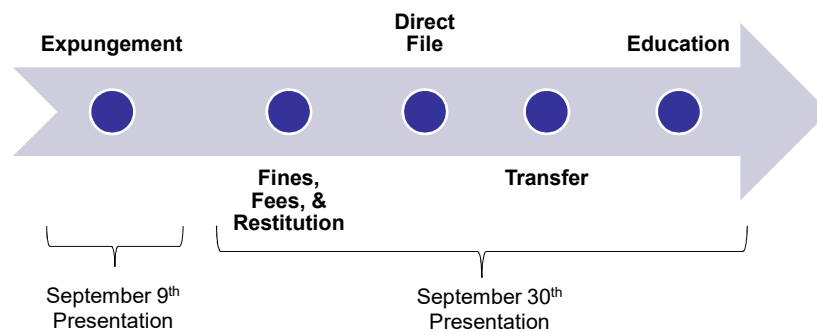 Expungement
Direct
File
Education
Fines,
Fees, &
Restitution
Transfer
September 9th
Presentation
September 30th
Presentation